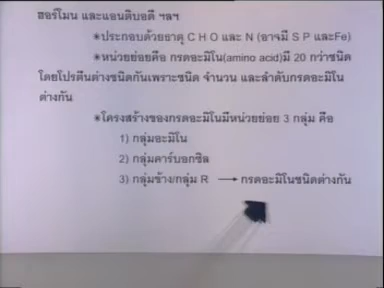 ฮอร์โมน และแอนติบอดี ฯลฯ
*ประกอบด้วยธาตุ C H O และ N (อาจมี S P และFe)
*หน่วยย่อยคือ กรดอะมิโน(amino acid)มี 20 กว่าชนิด
โดยโปรตีนต่างชนิดกันเพราะชนิด จำนวน และลำดับกรดอะมิโน
ต่างกัน
*โครงสร้างของกรดอะมิโนมีหน่วยย่อย 3 กลุ่ม คือ
1) กลุ่มอะมิโน
2) กลุ่มคาร์บอกซิล
3) กลุ่มข้าง/กลุ่ม R → กรดอะมิโนชนิดต่างกัน